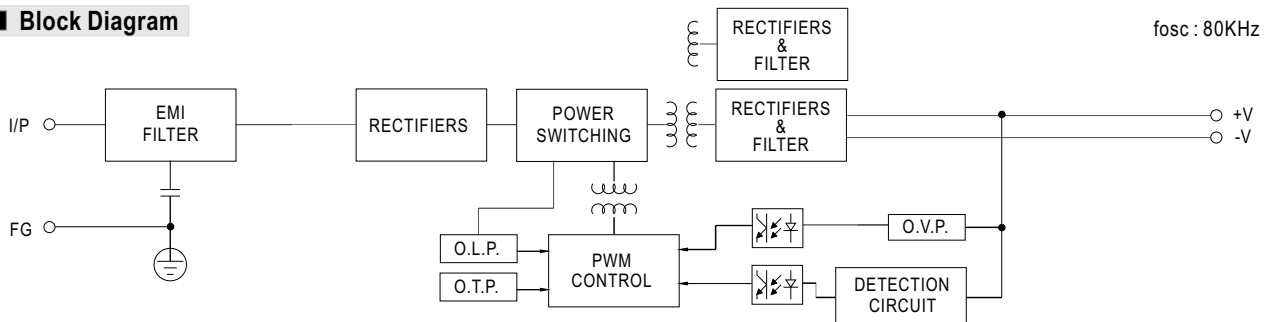 Block Diagram
fosc : 80KHz
RECTIFIERS
&
FILTER
I/P
EMI
FILTER
RECTIFIERS
POWER
SWITCHING
RECTIFIERS
&
FILTER
+V
-V
FG
O.L.P.
O.T.P.
PWM
CONTROL
O.V.P.
DETECTION
CIRCUIT